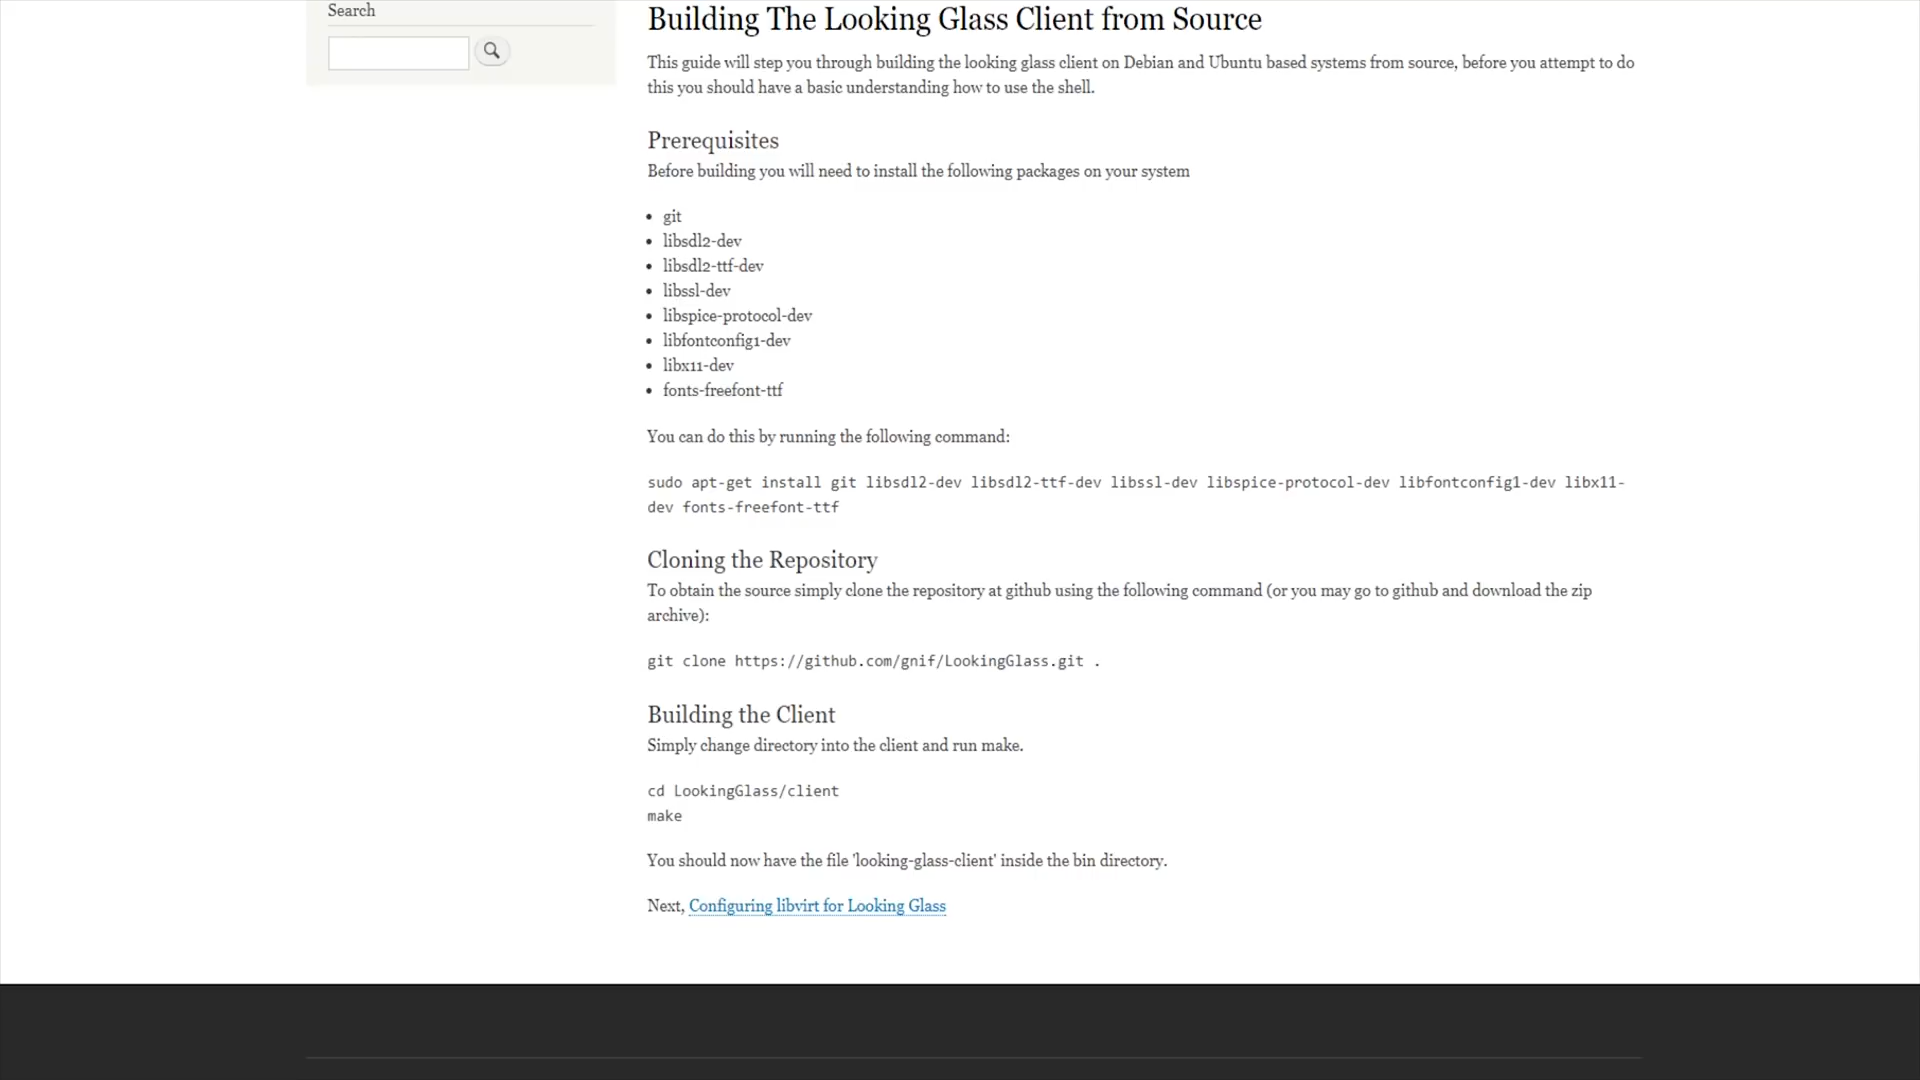 Search
Building The Looking Glass Client from Source
This guide will step you through building the looking glass client on Debian and Ubuntu based systems from source, before you attempt to do
this you should have a basic understanding how to use the shell.
Prerequisites
Before building you will need to install the following packages on your system
• git
• libsdl2-dev
• libsdl2-ttf-dev
• libssl-dev
• libspice-protocol-dev
• libfontconfig1-dev
• libx11-dev
• fonts-freefont-ttf
You can do this by running the following command:
sudo apt-get install git libsdl2-dev libsdl2-ttf-dev libssl-dev libspice-protocol-dev libfontconfig1-dev libx11-
dev fonts-freefont-ttf
Cloning the Repository
To obtain the source simply clone the repository at github using the following command (or you may go to github and download the zip
archive):
git clone https://github.com/gnif/LookingGlass.git .
Building the Client
Simply change directory into the client and run make.
cd LookingGlass/client
make
You should now have the file 'looking-glass-client' inside the bin directory.
Next, Configuring libvirt for Looking Glass